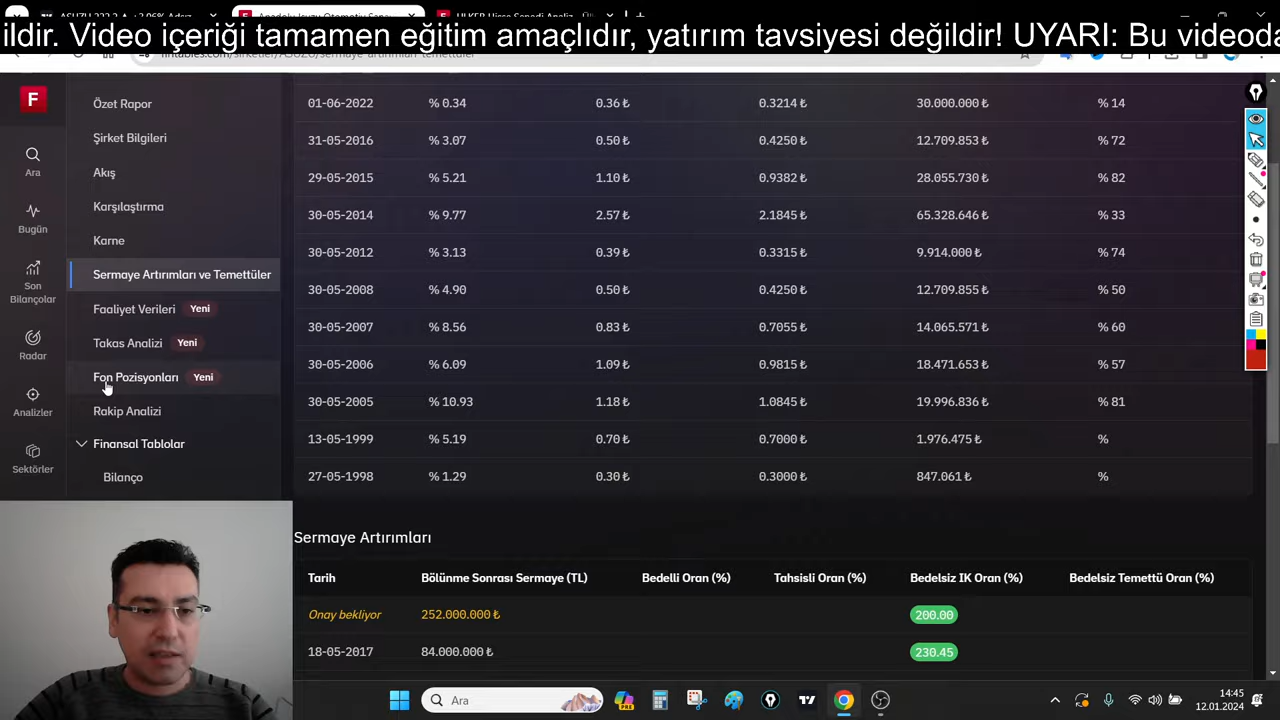 ildir. Video içeriği tamamen eğitim amaçlıdır, yatırım tavsiyesi değildir! UYARI: Bu videoda
F
Ara
Bugün
Son
Bilançolar
Radar
Analizler
Sektörler
Özet Rapor
Şirket Bilgileri
Akış
Karşılaştırma
Karne
Sermaye Artırımları ve Temettüler
Faaliyet Verileri Yeni
Takas Analizi Yeni
Fon Pozisyonları Yeni
Rakip Analizi
Finansal Tablolar
Bilanço
01-06-2022 % 0.34 0.36 ₺ 0.3214 ₺ 30.000.000 ₺ % 14
31-05-2016 % 3.07 0.50 ₺ 0.4250 ₺ 12.709.853 ₺ % 72
29-05-2015 % 5.21 1.10 ₺ 0.9382 ₺ 28.055.730 ₺ % 82
30-05-2014 % 9.77 2.57 ₺ 2.1845 ₺ 65.328.646 ₺ % 33
30-05-2012 % 3.13 0.39 ₺ 0.3315 ₺ 9.914.000 ₺ % 74
30-05-2008 % 4.90 0.50 ₺ 0.4250 ₺ 12.709.855 ₺ % 50
30-05-2007 % 8.56 0.83 ₺ 0.7055 ₺ 14.065.571 ₺ % 60
30-05-2006 % 6.09 1.09 ₺ 0.9815 ₺ 18.471.653 ₺ % 57
30-05-2005 % 10.93 1.18 ₺ 1.0845 ₺ 19.996.836 ₺ % 81
13-05-1999 % 5.19 0.70 ₺ 0.7000 ₺ 1.976.475 ₺ %
27-05-1998 % 1.29 0.30 ₺ 0.3000 ₺ 847.061 ₺ %
Sermaye Artırımları
Tarih Bölünme Sonrası Sermaye (TL) Bedelli Oran (%) Tahsisli Oran (%) Bedelsiz IK Oran (%) Bedelsiz Temettü Oran (%)
Onay bekliyor 252.000.000 ₺ 200.00
18-05-2017 84.000.000 ₺ 230.45
Ara
14:45
12.01.2024